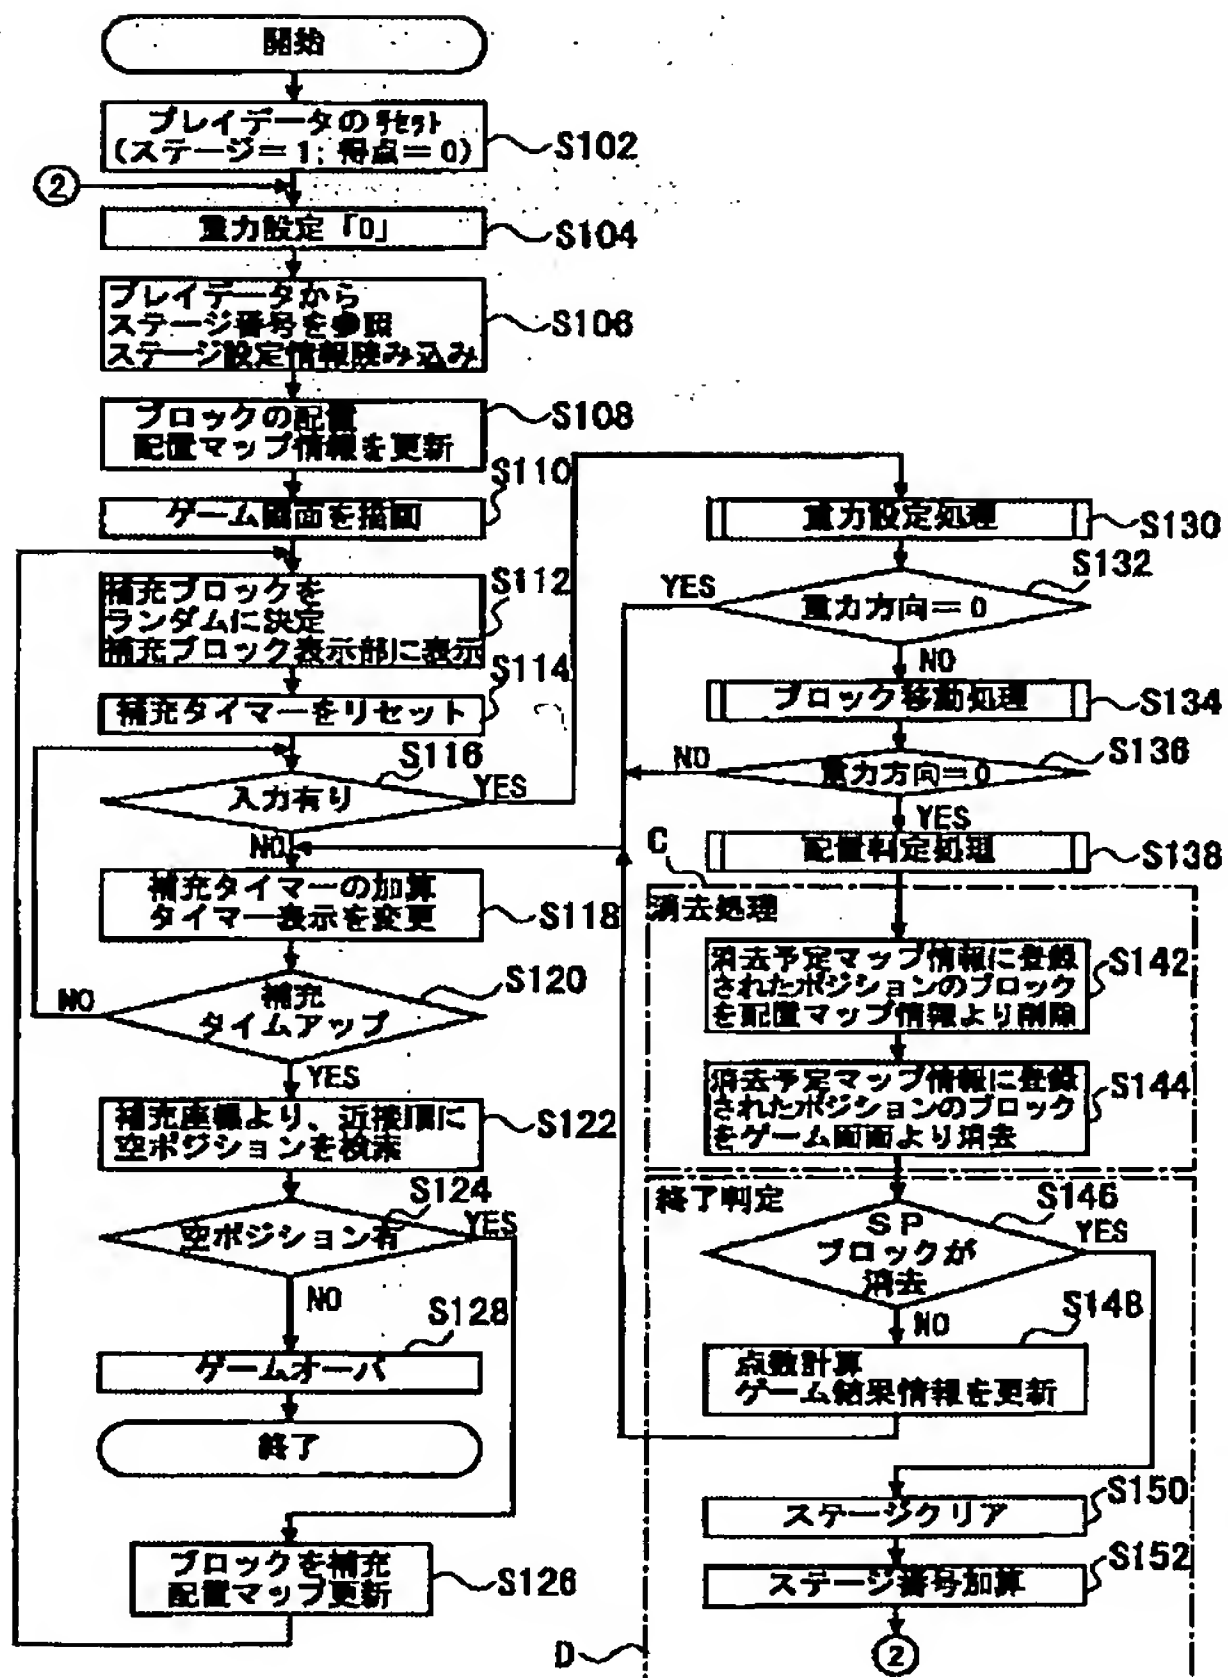 開始
プレイデータのリセット
(ステージ=1; 得点=0)
S102
②
重力設定「0」
S104
プレイデータから
ステージ番号を参照
ステージ設定情報読み込み
S106
ブロックの配置
配置マップ情報を更新
S108
ゲーム画面を描画
S110
補充ブロックを
ランダムに決定
補充ブロック表示部に表示
S112
補充タイマーをリセット
S114
入力有り
S116
YES
NO
補充タイマーの加算
タイマー表示を変更
S118
補充
タイムアップ
S120
NO
YES
補充座標より、近接順に
空ポジションを検索
S122
空ポジション有
S124
YES
NO
ゲームオーバ
S128
終了
ブロックを補充
配置マップ更新
S126
重力設定処理
S130
重力方向=0
S132
YES
NO
ブロック移動処理
S134
重力方向=0
S136
NO
YES
配置判定処理
S138
C
消去処理
消去予定マップ情報に登録
されたポジションのブロック
を配置マップ情報より削除
S142
消去予定マップ情報に登録
されたポジションのブロック
をゲーム画面より消去
S144
終了判定
SP
ブロックが
消去
S146
YES
NO
点数計算
ゲーム結果情報を更新
S148
ステージクリア
S150
ステージ番号加算
S152
②
D